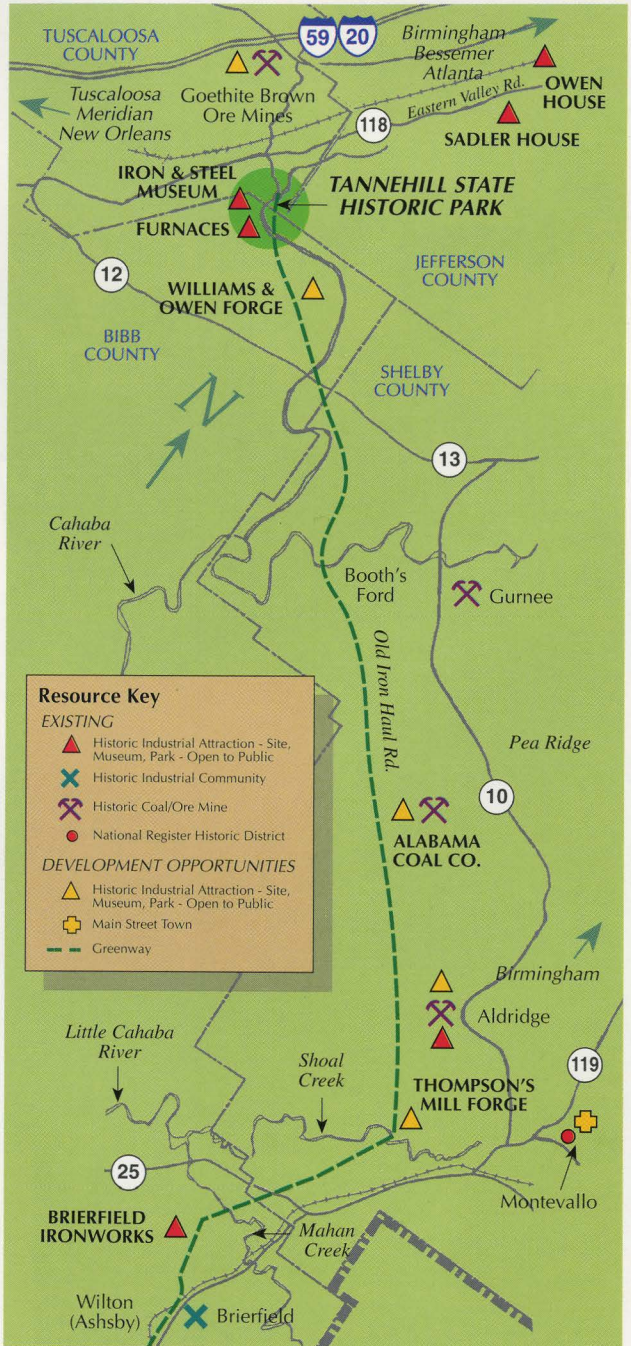 TUSCALOOSA
COUNTY
59 20
Birmingham
Bessemer
Atlanta
Tuscaloosa
Meridian
New Orleans
Goethite Brown
Ore Mines
Eastern Valley Rd.
118
OWEN
HOUSE
SADLER HOUSE
IRON & STEEL
MUSEUM
FURNACES
TANNEHILL STATE
HISTORIC PARK
12
WILLIAMS &
OWEN FORGE
JEFFERSON
COUNTY
BIBB
COUNTY
SHELBY
COUNTY
N
13
Cahaba
River
Booth's
Ford
Gurnee
Old Iron Haul Rd.
Resource Key
EXISTING
Historic Industrial Attraction - Site,
Museum, Park - Open to Public
Historic Industrial Community
Historic Coal/Ore Mine
National Register Historic District
DEVELOPMENT OPPORTUNITIES
Historic Industrial Attraction - Site,
Museum, Park - Open to Public
Main Street Town
Greenway
Pea Ridge
10
ALABAMA
COAL CO.
Birmingham
Aldridge
Little Cahaba
River
Shoal
Creek
THOMPSON'S
MILL FORGE
119
25
Montevallo
BRIERFIELD
IRONWORKS
Mahan
Creek
Wilton
(Ashsby)
Brierfield